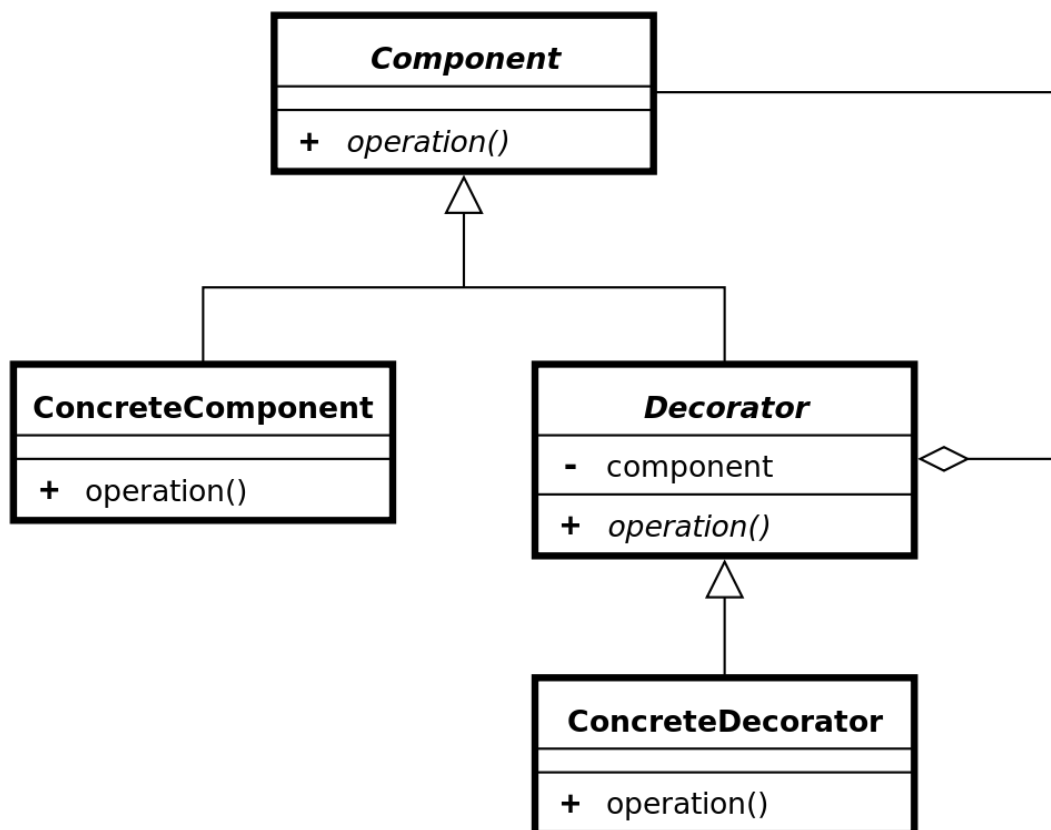 Component
+ operation()
ConcreteComponent
+ operation()
Decorator
- component
+ operation()
ConcreteDecorator
+ operation()